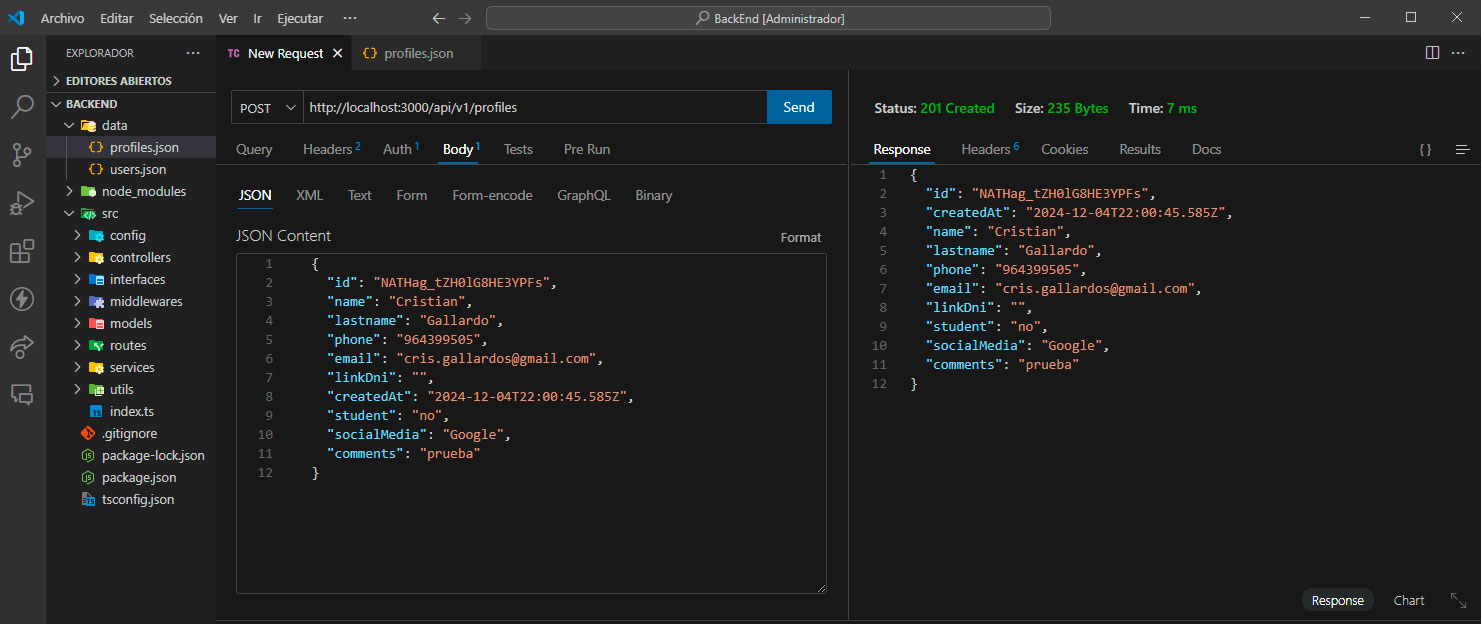 Archivo Editar Selección Ver Ir Ejecutar ··· BackEnd [Administrador]
EXPLORADOR ···
EDITORES ABIERTOS
BACKEND
data
profiles.json
users.json
node_modules
src
config
controllers
interfaces
middlewares
models
routes
services
utils
index.ts
.gitignore
package-lock.json
package.json
tsconfig.json
TC New Request profiles.json
POST http://localhost:3000/api/v1/profiles Send
Query Headers 2 Auth 1 Body 1 Tests Pre Run
JSON XML Text Form Form-encode GraphQL Binary
JSON Content Format
1 {
2 "id": "NATHag_tZH0lG8HE3YPFs",
3 "name": "Cristian",
4 "lastname": "Gallardo",
5 "phone": "964399505",
6 "email": "cris.gallardos@gmail.com",
7 "linkDni": "",
8 "createdAt": "2024-12-04T22:00:45.585Z",
9 "student": "no",
10 "socialMedia": "Google",
11 "comments": "prueba"
12 }
Status: 201 Created Size: 235 Bytes Time: 7 ms
Response Headers 6 Cookies Results Docs {}
1 {
2 "id": "NATHag_tZH0lG8HE3YPFs",
3 "createdAt": "2024-12-04T22:00:45.585Z",
4 "name": "Cristian",
5 "lastname": "Gallardo",
6 "phone": "964399505",
7 "email": "cris.gallardos@gmail.com",
8 "linkDni": "",
9 "student": "no",
10 "socialMedia": "Google",
11 "comments": "prueba"
12 }
Response Chart